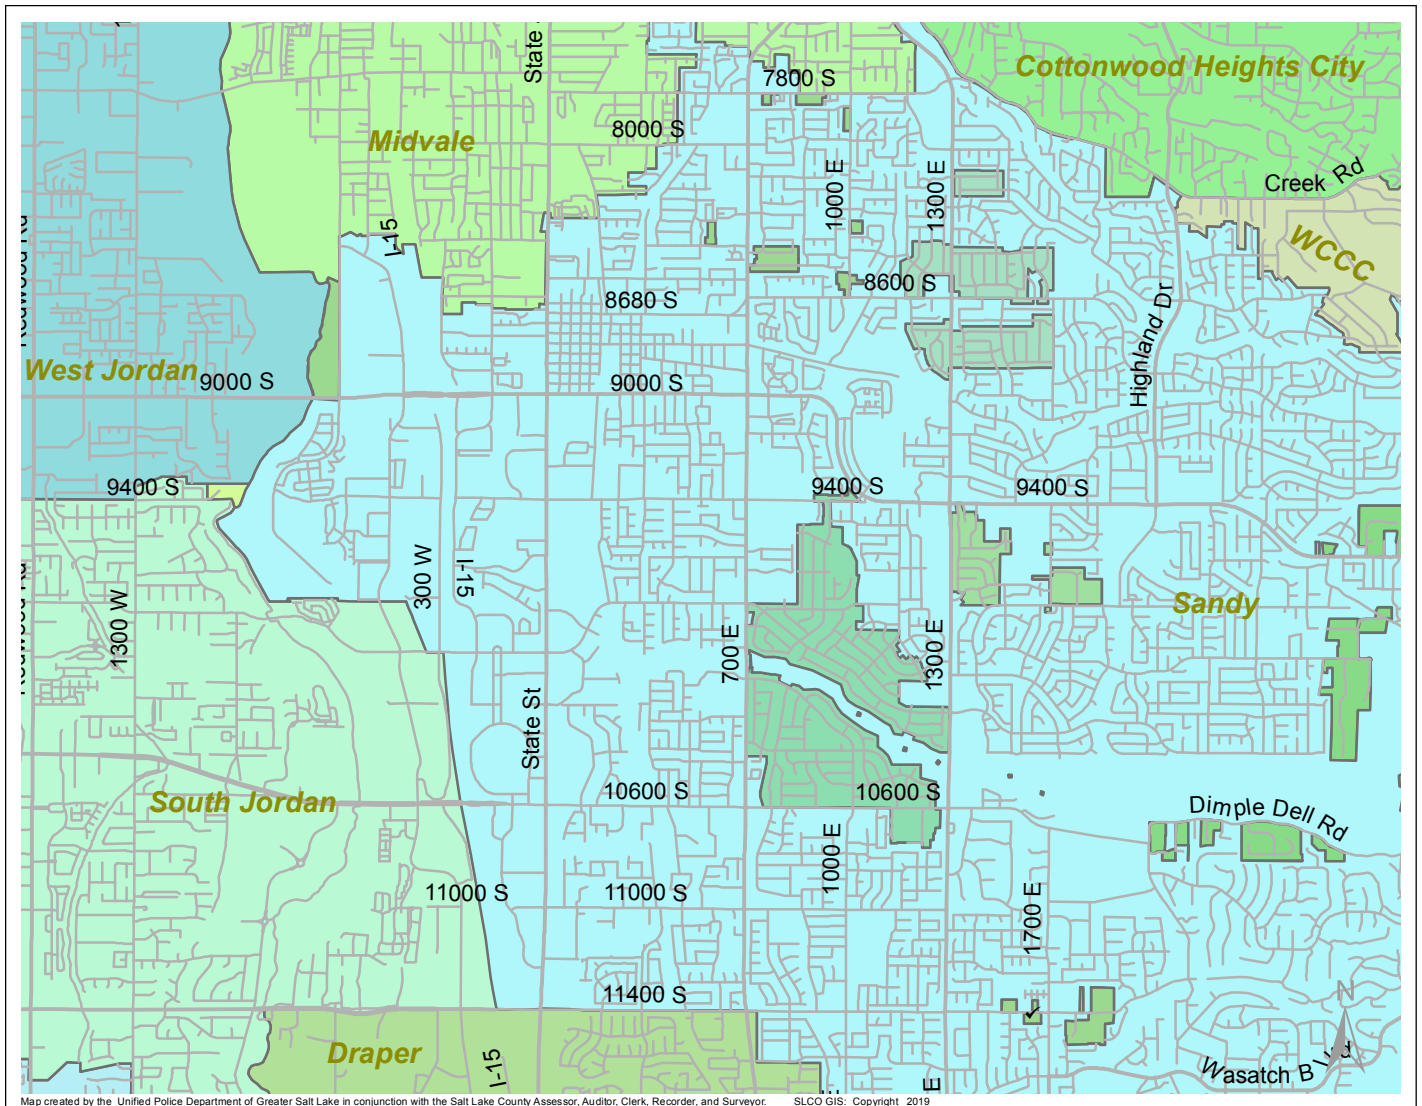 State
7800 S
Cottonwood Heights City
8000 S
Midvale
Creek Rd
1000 E
1300 E
I-15
WCCC
8600 S
8680 S
Highland Dr
West Jordan
9000 S
9000 S
9400 S
9400 S
9400 S
300 W
I-15
1300 W
Sandy
700 E
1300 E
State St
10600 S
10600 S
South Jordan
Dimple Dell Rd
1000 E
11000 S
11000 S
1700 E
11400 S
N
Draper
I-15
Wasatch Blvd
E
Map created by the Unified Police Department of Greater Salt Lake in conjunction with the Salt Lake County Assessor, Auditor, Clerk, Recorder, and Surveyor. SLCO GIS: Copyright 2019